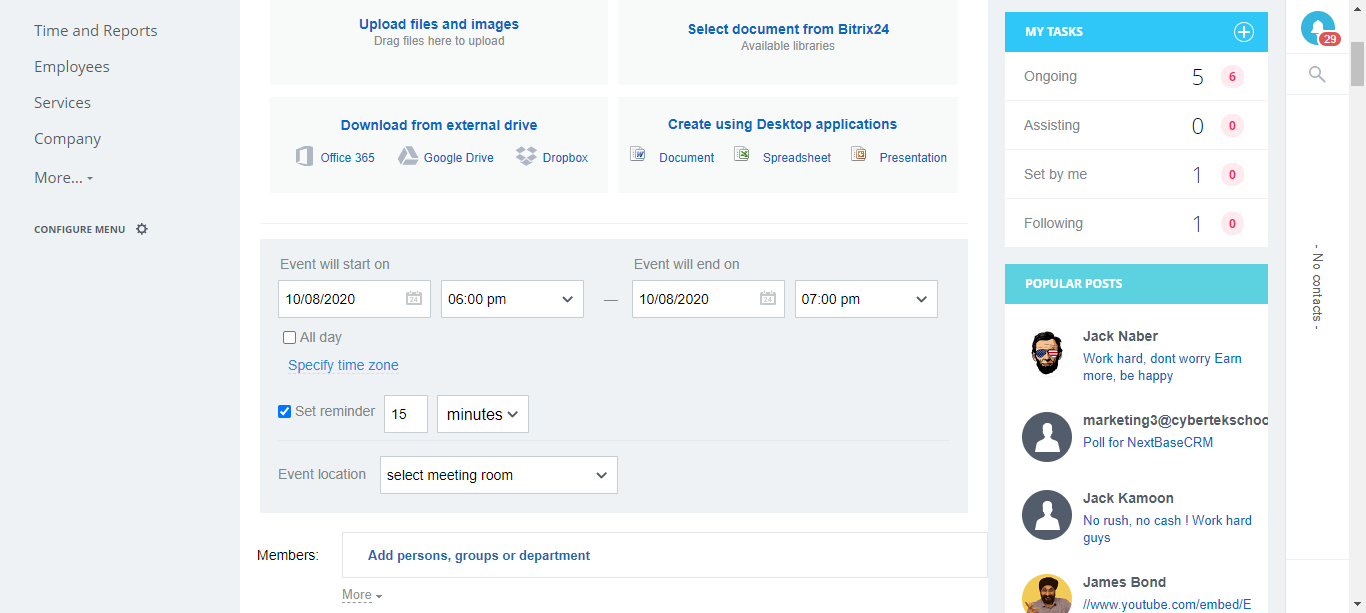 Time and Reports
Employees
Services
Company
More...
CONFIGURE MENU
Upload files and images
Drag files here to upload
Select document from Bitrix24
Available libraries
Download from external drive
Office 365
Google Drive
Dropbox
Create using Desktop applications
Document
Spreadsheet
Presentation
Event will start on
Event will end on
10/08/2020
24
06:00 pm
—
10/08/2020
24
07:00 pm
All day
Specify time zone
Set reminder
15
minutes
Event location
select meeting room
Members:
Add persons, groups or department
More
MY TASKS
Ongoing 5 6
Assisting 0 0
Set by me 1 0
Following 1 0
POPULAR POSTS
Jack Naber
Work hard, dont worry Earn
more, be happy
marketing3@cybertekschoo
Poll for NextBaseCRM
Jack Kamoon
No rush, no cash ! Work hard
guys
James Bond
//www.youtube.com/embed/E
29
- No contacts -